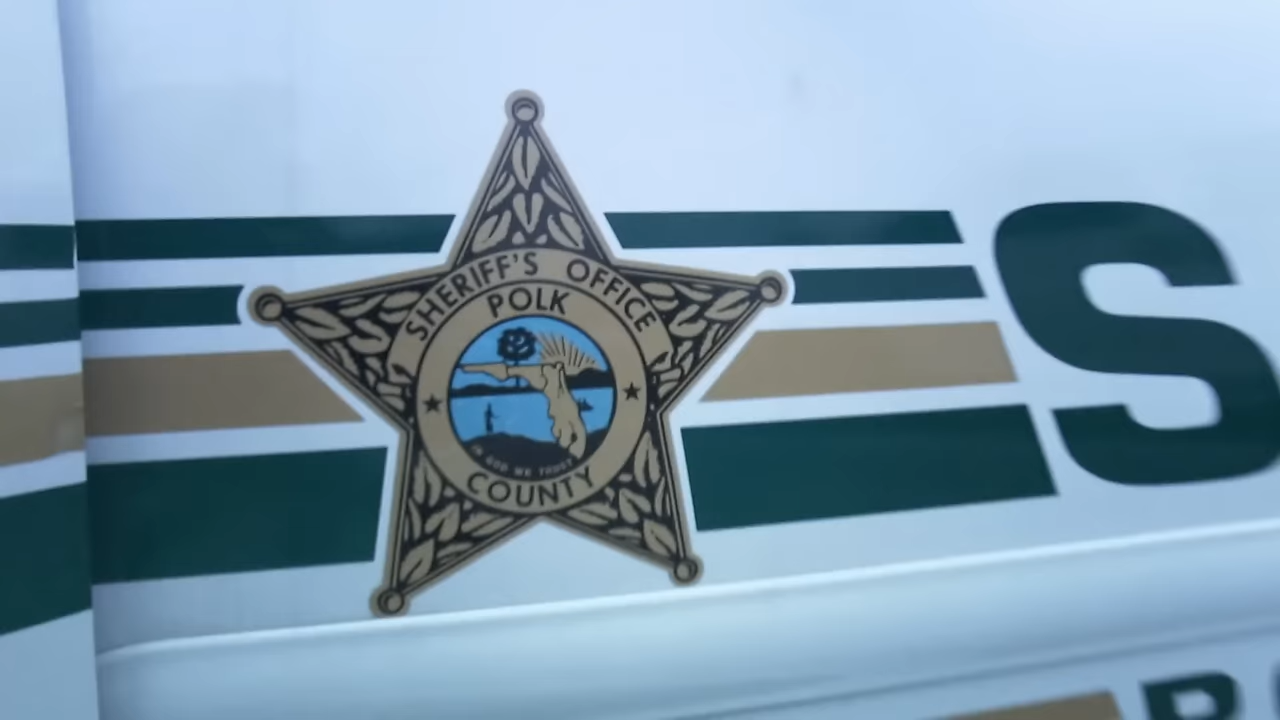 SHERIFF'S OFFICE
POLK
IN GOD WE TRUST
COUNTY
S